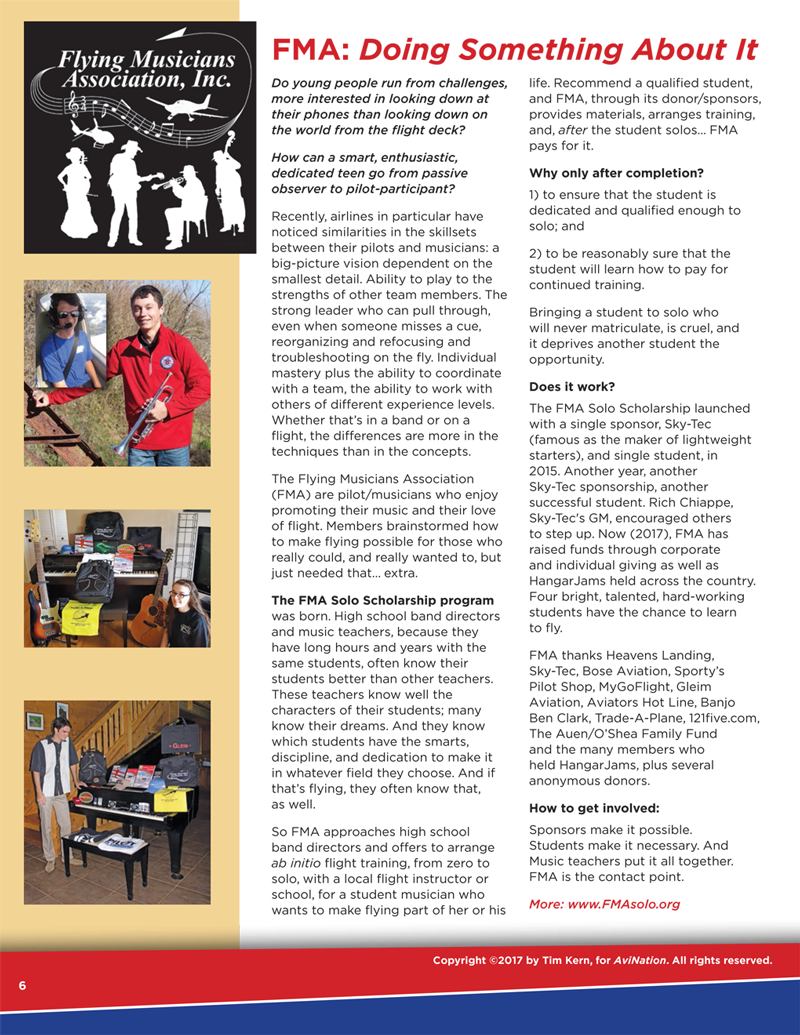 Flying Musicians
Association, Inc.
FMA: Doing Something About It
Do young people run from challenges,
more interested in looking down at
their phones than looking down on
the world from the flight deck?
How can a smart, enthusiastic,
dedicated teen go from passive
observer to pilot-participant?
Recently, airlines in particular have
noticed similarities in the skillsets
between their pilots and musicians: a
big-picture vision dependent on the
smallest detail. Ability to play to the
strengths of other team members. The
strong leader who can pull through,
even when someone misses a cue,
reorganizing and refocusing and
troubleshooting on the fly. Individual
mastery plus the ability to coordinate
with a team, the ability to work with
others of different experience levels.
Whether that's in a band or on a
flight, the differences are more in the
techniques than in the concepts.
The Flying Musicians Association
(FMA) are pilot/musicians who enjoy
promoting their music and their love
of flight. Members brainstormed how
to make flying possible for those who
really could, and really wanted to, but
just needed that... extra.
The FMA Solo Scholarship program
was born. High school band directors
and music teachers, because they
have long hours and years with the
same students, often know their
students better than other teachers.
These teachers know well the
characters of their students; many
know their dreams. And they know
which students have the smarts,
discipline, and dedication to make it
in whatever field they choose. And if
that's flying, they often know that,
as well.
So FMA approaches high school
band directors and offers to arrange
ab initio flight training, from zero to
solo, with a local flight instructor or
school, for a student musician who
wants to make flying part of her or his
life. Recommend a qualified student,
and FMA, through its donor/sponsors,
provides materials, arranges training,
and, after the student solos... FMA
pays for it.
Why only after completion?
1) to ensure that the student is
dedicated and qualified enough to
solo; and
2) to be reasonably sure that the
student will learn how to pay for
continued training.
Bringing a student to solo who
will never matriculate, is cruel, and
it deprives another student the
opportunity.
Does it work?
The FMA Solo Scholarship launched
with a single sponsor, Sky-Tec
(famous as the maker of lightweight
starters), and single student, in
2015. Another year, another
Sky-Tec sponsorship, another
successful student. Rich Chiappe,
Sky-Tec's GM, encouraged others
to step up. Now (2017), FMA has
raised funds through corporate
and individual giving as well as
HangarJams held across the country.
Four bright, talented, hard-working
students have the chance to learn
to fly.
FMA thanks Heavens Landing,
Sky-Tec, Bose Aviation, Sporty's
Pilot Shop, MyGoFlight, Gleim
Aviation, Aviators Hot Line, Banjo
Ben Clark, Trade-A-Plane, 121five.com,
The Auen/O'Shea Family Fund
and the many members who
held HangarJams, plus several
anonymous donors.
How to get involved:
Sponsors make it possible.
Students make it necessary. And
Music teachers put it all together.
FMA is the contact point.
More: www.FMAsolo.org
Copyright ©2017 by Tim Kern, for AviNation. All rights reserved.
6